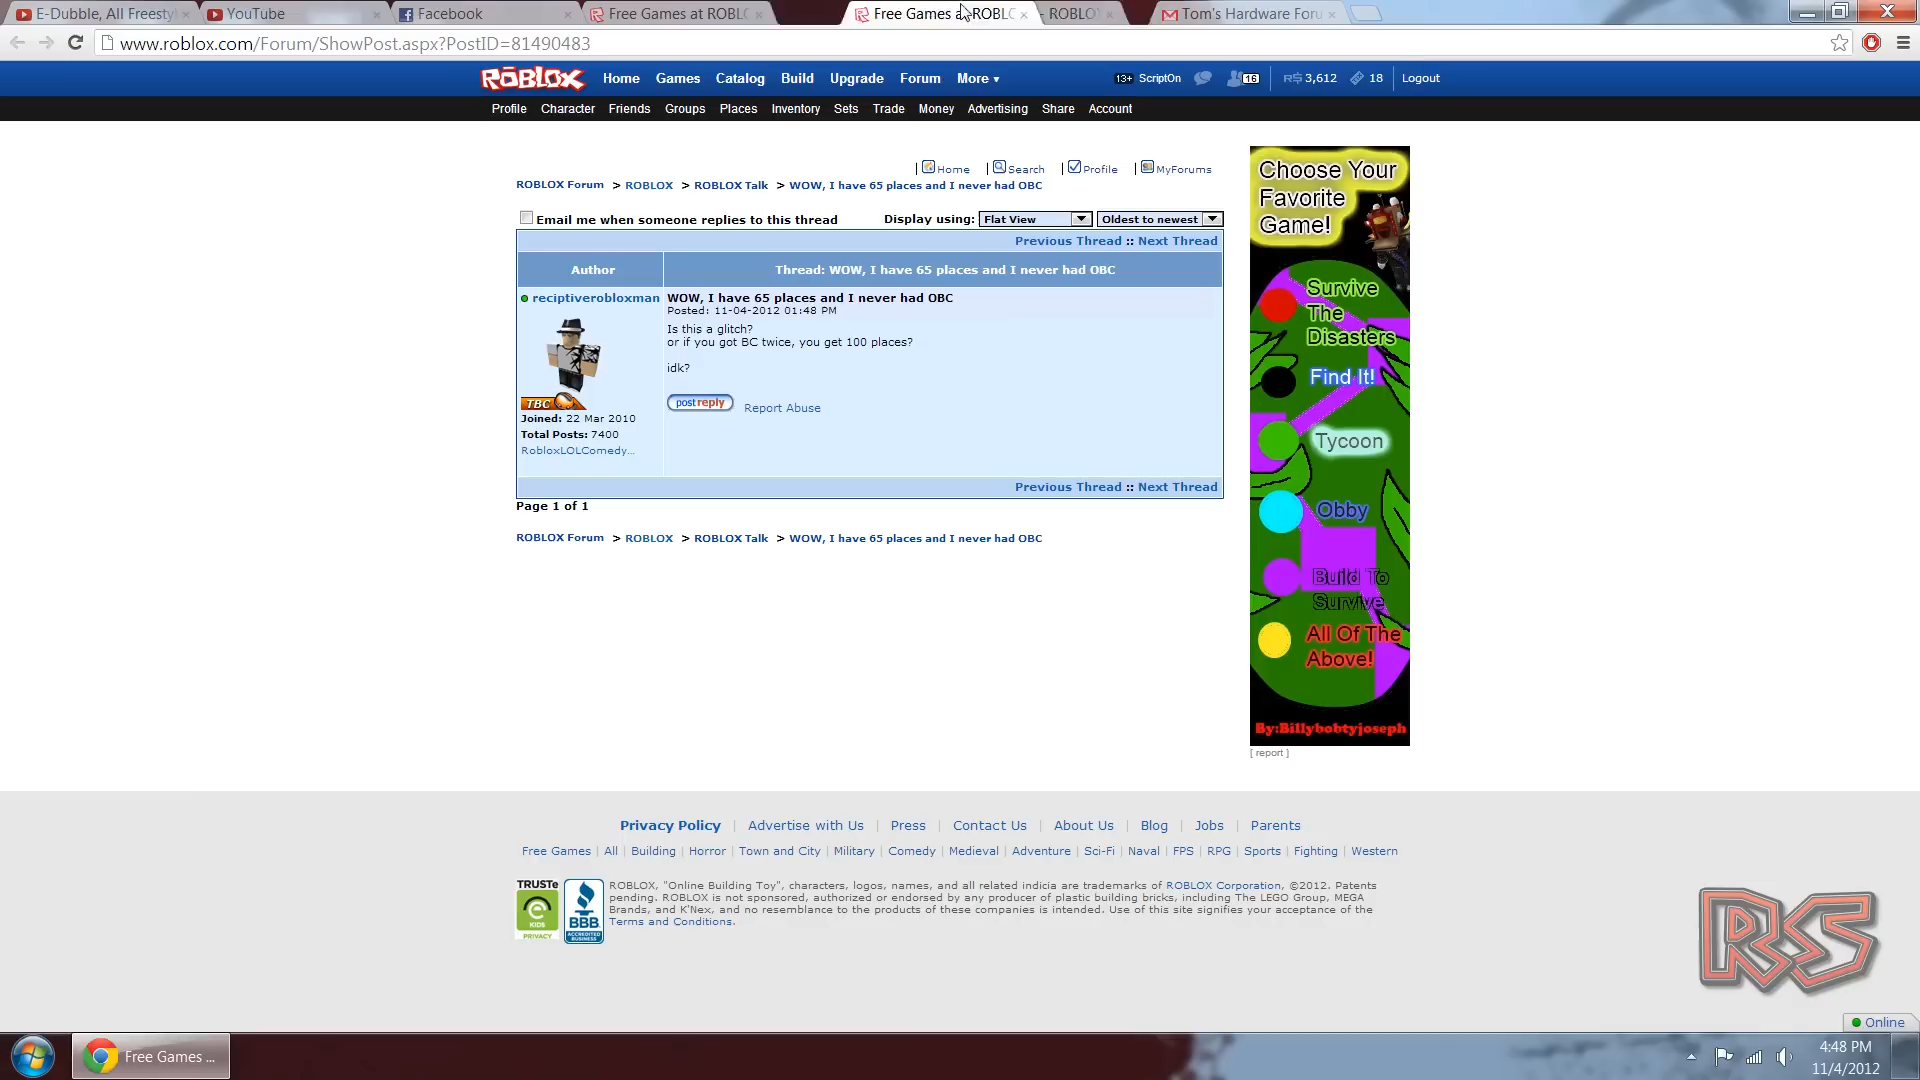 E-Dubble, All Freesty
YouTube
Facebook
Free Games at ROBLO
Free Games a ROBLO
- ROBLO
Tom's Hardware Foru
www.roblox.com/Forum/ShowPost.aspx?PostID=81490483
ROBLOX Home Games Catalog Build Upgrade Forum More ▾ 13+ ScriptOn 16 R$ 3,612 18 Logout
Profile Character Friends Groups Places Inventory Sets Trade Money Advertising Share Account
| Home | Search | Profile | MyForums
ROBLOX Forum > ROBLOX > ROBLOX Talk > WOW, I have 65 places and I never had OBC
Email me when someone replies to this thread Display using: Flat View Oldest to newest
Previous Thread :: Next Thread
Author Thread: WOW, I have 65 places and I never had OBC
reciptiverobloxman
TBC
Joined: 22 Mar 2010
Total Posts: 7400
RobloxLOLComedy...
WOW, I have 65 places and I never had OBC
Posted: 11-04-2012 01:48 PM
Is this a glitch?
or if you got BC twice, you get 100 places?
idk?
post reply Report Abuse
Previous Thread :: Next Thread
Page 1 of 1
ROBLOX Forum > ROBLOX > ROBLOX Talk > WOW, I have 65 places and I never had OBC
Choose Your
Favorite
Game!
Survive
The
Disasters
Find It!
Tycoon
Obby
Build To
Survive
All Of The
Above!
By:Billybobtyjoseph
[ report ]
Privacy Policy | Advertise with Us | Press | Contact Us | About Us | Blog | Jobs | Parents
Free Games | All | Building | Horror | Town and City | Military | Comedy | Medieval | Adventure | Sci-Fi | Naval | FPS | RPG | Sports | Fighting | Western
TRUSTe
KIDS
PRIVACY
BBB
ACCREDITED
BUSINESS
ROBLOX, "Online Building Toy", characters, logos, names, and all related indicia are trademarks of ROBLOX Corporation, ©2012. Patents
pending. ROBLOX is not sponsored, authorized or endorsed by any producer of plastic building bricks, including The LEGO Group, MEGA
Brands, and K'Nex, and no resemblance to the products of these companies is intended. Use of this site signifies your acceptance of the
Terms and Conditions.
RS
Online
Free Games ...
4:48 PM
11/4/2012